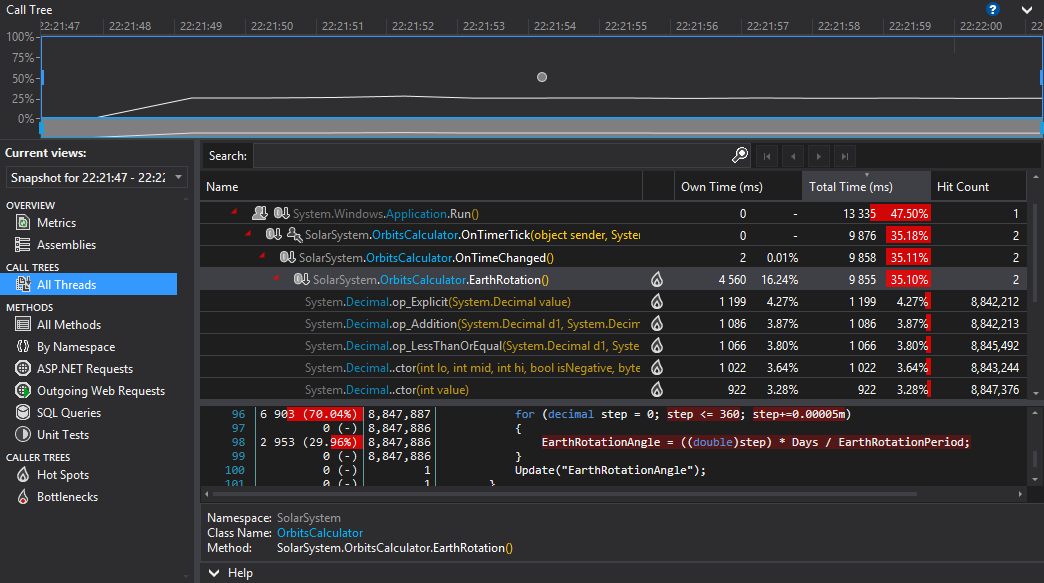 Call Tree ?
22:21:47 22:21:48 22:21:49 22:21:50 22:21:51 22:21:52 22:21:53 22:21:54 22:21:55 22:21:56 22:21:57 22:21:58 22:21:59 22:22:00 22
100%
75%
50%
25%
0%
Current views:
Snapshot for 22:21:47 - 22:22
OVERVIEW
Metrics
Assemblies
CALL TREES
All Threads
METHODS
All Methods
By Namespace
ASP.NET Requests
Outgoing Web Requests
SQL Queries
Unit Tests
CALLER TREES
Hot Spots
Bottlenecks
Search:
Name Own Time (ms) Total Time (ms) Hit Count
System.Windows.Application.Run() 0 - 13 335 47.50% 1
SolarSystem.OrbitsCalculator.OnTimerTick(object sender, System 0 - 9 876 35.18% 2
SolarSystem.OrbitsCalculator.OnTimeChanged() 2 0.01% 9 858 35.11% 2
SolarSystem.OrbitsCalculator.EarthRotation() 4 560 16.24% 9 855 35.10% 2
System.Decimal.op_Explicit(System.Decimal value) 1 199 4.27% 1 199 4.27% 8,842,212
System.Decimal.op_Addition(System.Decimal d1, System.Decim 1 086 3.87% 1 086 3.87% 8,842,213
System.Decimal.op_LessThanOrEqual(System.Decimal d1, Syste 1 066 3.80% 1 066 3.80% 8,845,492
System.Decimal..ctor(int lo, int mid, int hi, bool isNegative, byte 1 022 3.64% 1 022 3.64% 8,843,244
System.Decimal..ctor(int value) 922 3.28% 922 3.28% 8,847,376
96 6 903 (70.04%) 8,847,887 for (decimal step = 0; step <= 360; step+=0.00005m)
97 0 (-) 8,847,886 {
98 2 953 (29.96%) 8,847,886 EarthRotationAngle = ((double)step) * Days / EarthRotationPeriod;
99 0 (-) 8,847,886 }
100 0 (-) 1 Update("EarthRotationAngle");
101 0 (-) 1 }
Namespace: SolarSystem
Class Name: OrbitsCalculator
Method: SolarSystem.OrbitsCalculator.EarthRotation()
Help